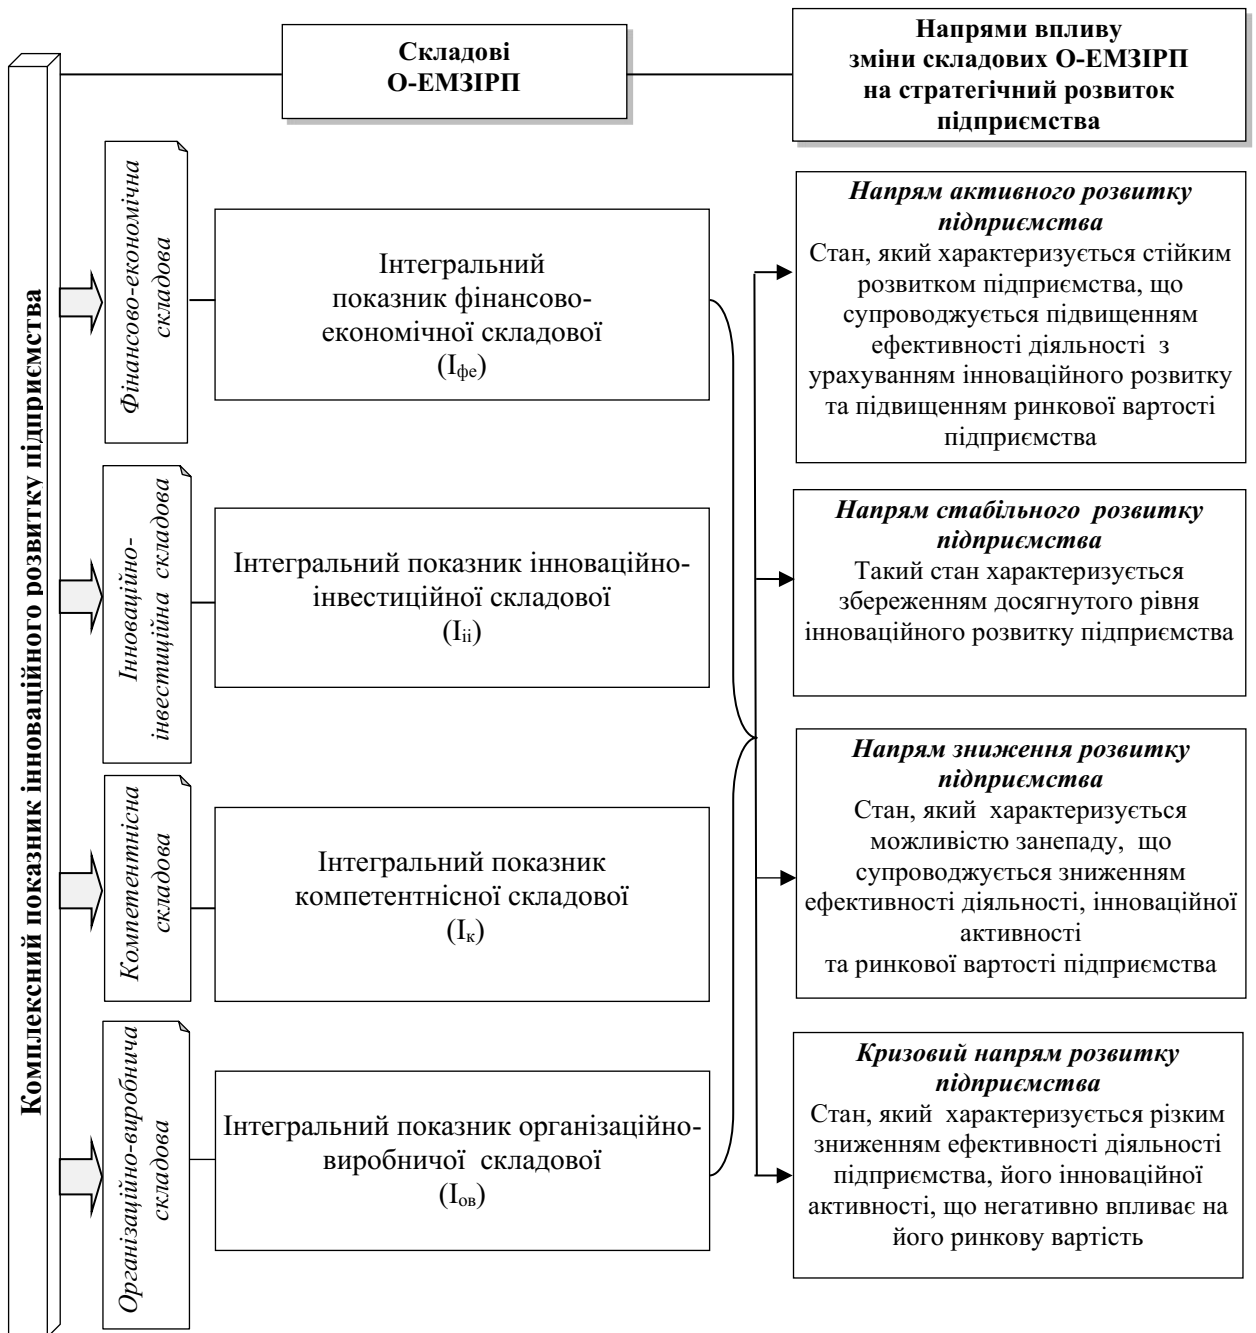 Комплексний показник інноваційного розвитку підприємства
Складові
О-ЕМЗІРП
Напрями впливу
зміни складових О-ЕМЗІРП
на стратегічний розвиток
підприємства
Фінансово-економічна
складова
Інтегральний
показник фінансово-
економічної складової
(Iфе)
Інноваційно-
інвестиційна складова
Інтегральний показник інноваційно-
інвестиційної складової
(Iіі)
Компетентнісна
складова
Інтегральний показник
компетентнісної складової
(Iк)
Організаційно-виробнича
складова
Інтегральний показник організаційно-
виробничої складової
(Iов)
Напрям активного розвитку
підприємства
Стан, який характеризується стійким
розвитком підприємства, що
супроводжується підвищенням
ефективності діяльності з
урахуванням інноваційного розвитку
та підвищенням ринкової вартості
підприємства
Напрям стабільного розвитку
підприємства
Такий стан характеризується
збереженням досягнутого рівня
інноваційного розвитку підприємства
Напрям зниження розвитку
підприємства
Стан, який характеризується
можливістю занепаду, що
супроводжується зниженням
ефективності діяльності, інноваційної
активності
та ринкової вартості підприємства
Кризовий напрям розвитку
підприємства
Стан, який характеризується різким
зниженням ефективності діяльності
підприємства, його інноваційної
активності, що негативно впливає на
його ринкову вартість